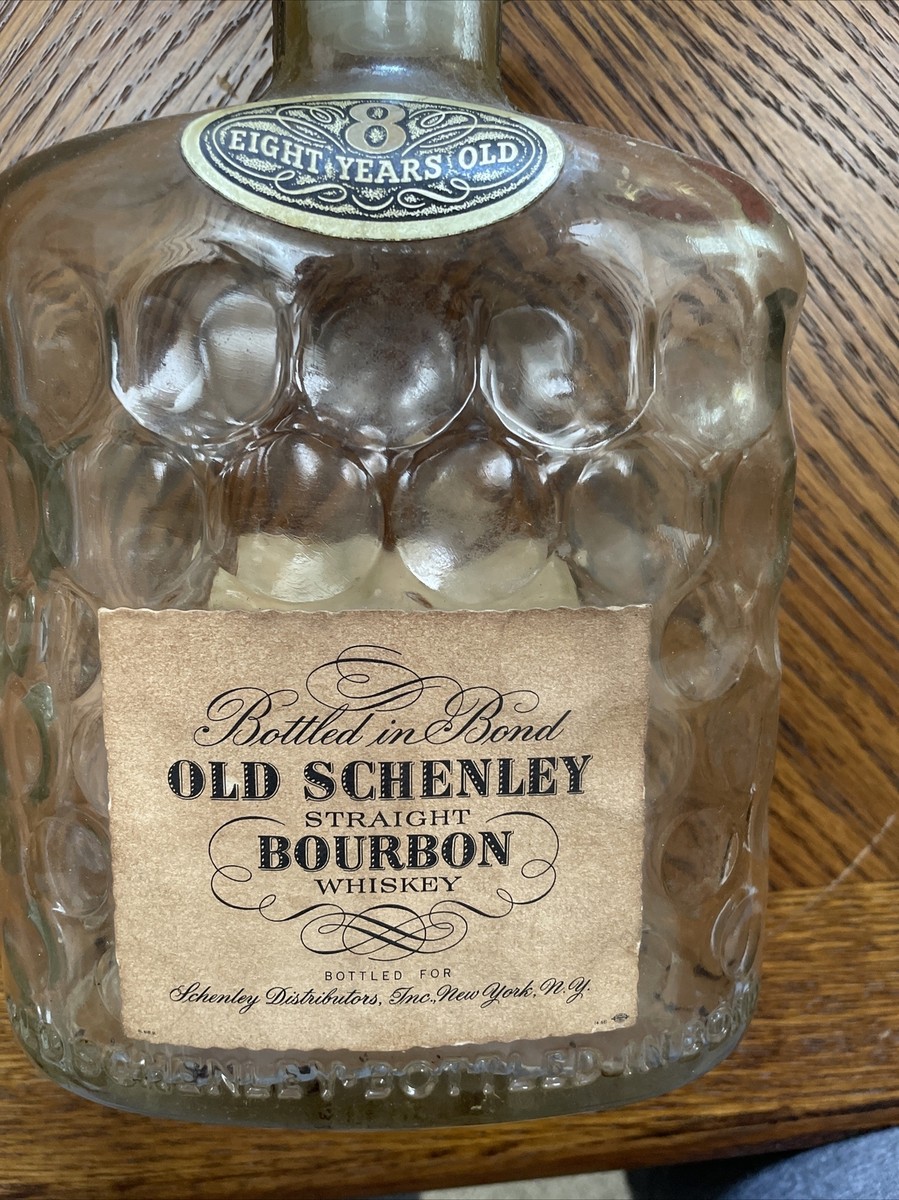 8
EIGHT YEARS OLD
Bottled in Bond
OLD SCHENLEY
STRAIGHT
BOURBON
WHISKEY
BOTTLED FOR
Schenley Distributors, Inc., New York, N.Y.
SCHENLEY BOTTLED IN